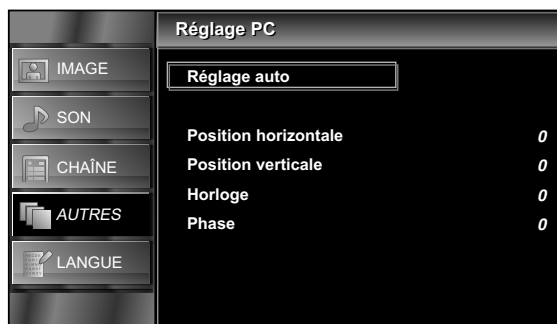 Réglage PC
IMAGE
SON
CHAÎNE
AUTRES
LANGUE
Réglage auto
Position horizontale 0
Position verticale 0
Horloge 0
Phase 0